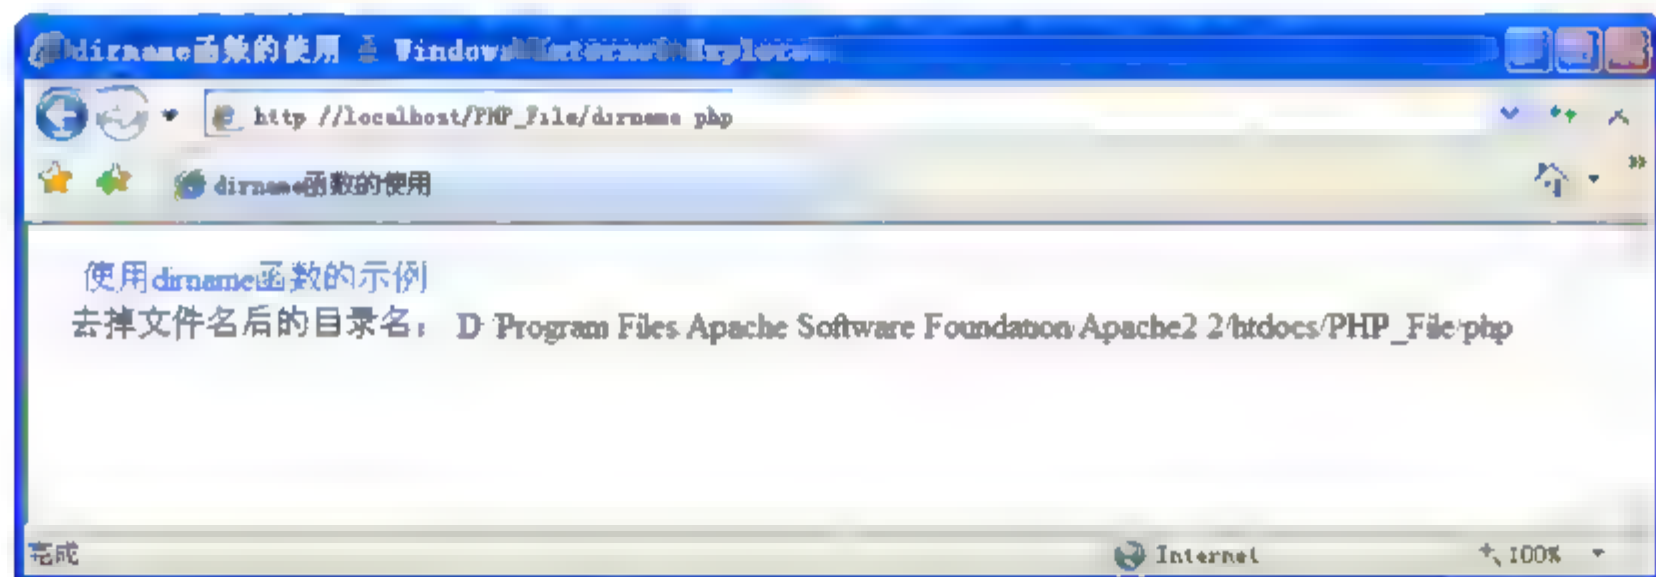 dirname函数的使用 - Windows Internet Explorer
http //localhost/PHP_File/dirname php
dirname函数的使用
使用dirname函数的示例
去掉文件名后的目录名: D Program Files Apache Software Foundation/Apache2 2/htdocs/PHP_File/php
完成 Internet 100%